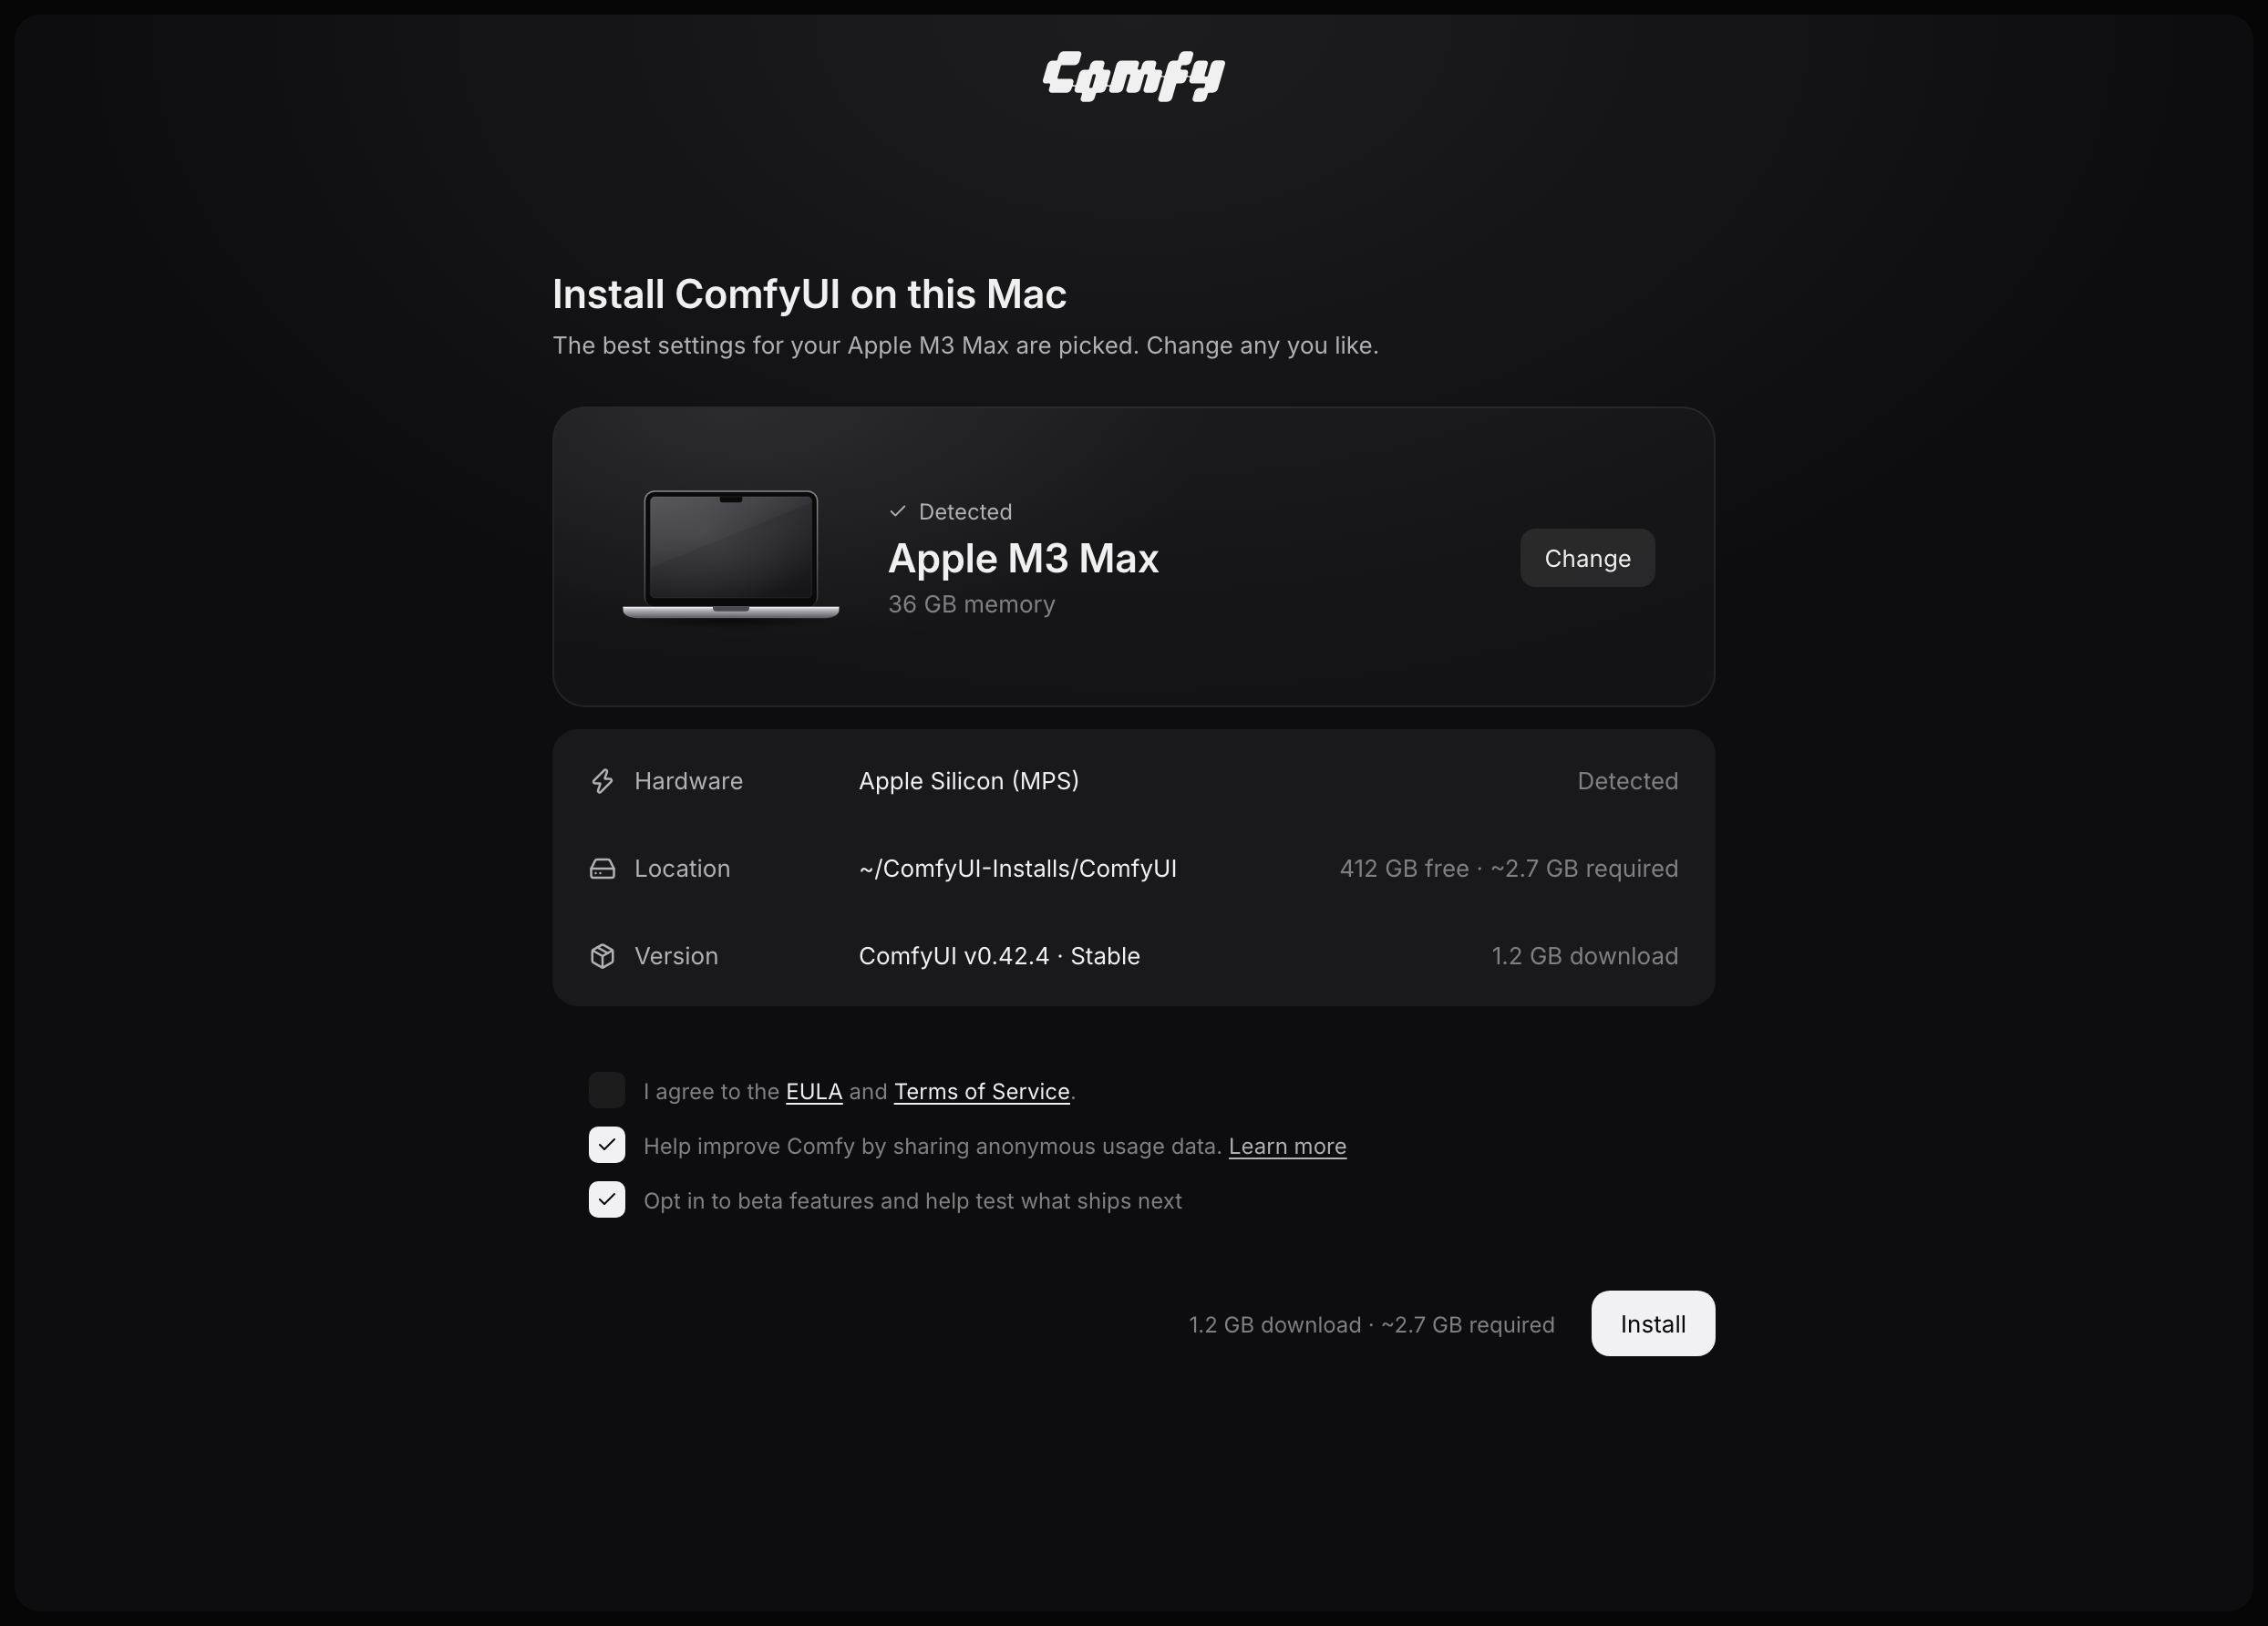 Comfy
Install ComfyUI on this Mac
The best settings for your Apple M3 Max are picked. Change any you like.
Detected
Apple M3 Max
36 GB memory
Change
Hardware Apple Silicon (MPS) Detected
Location ~/ComfyUI-Installs/ComfyUI 412 GB free · ~2.7 GB required
Version ComfyUI v0.42.4 · Stable 1.2 GB download
I agree to the EULA and Terms of Service.
Help improve Comfy by sharing anonymous usage data. Learn more
Opt in to beta features and help test what ships next
1.2 GB download · ~2.7 GB required Install